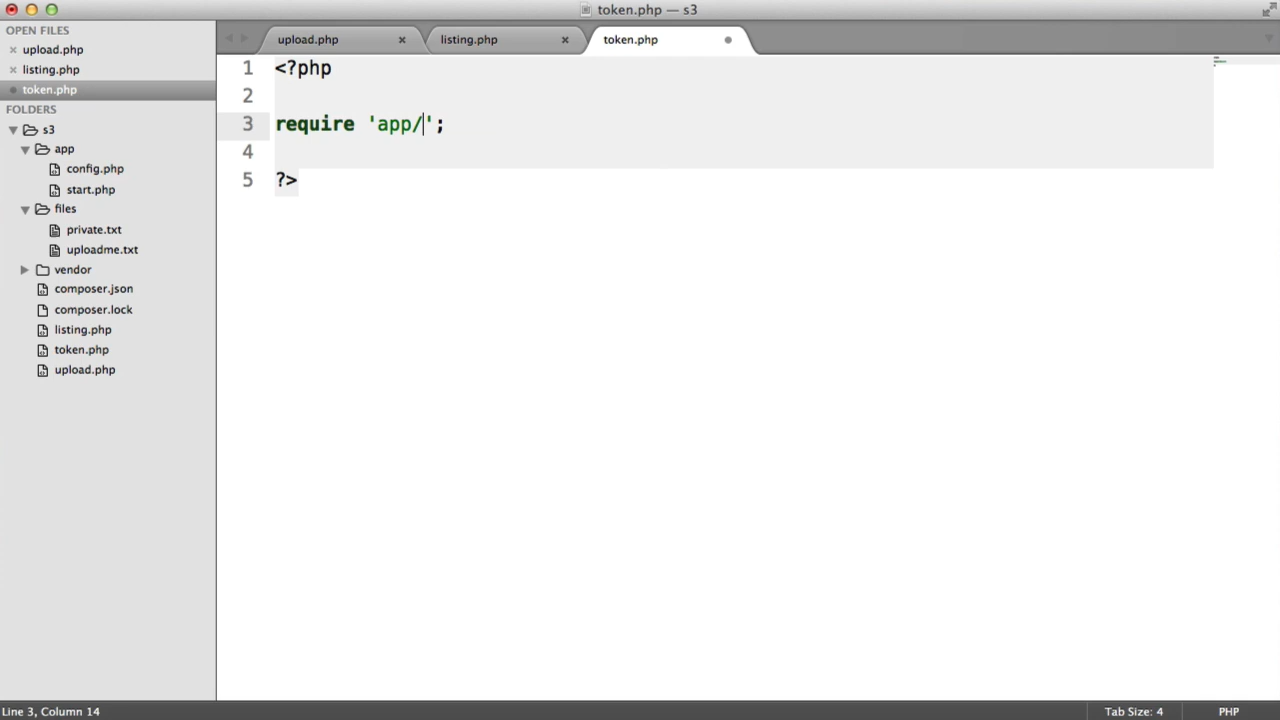 token.php — s3
OPEN FILES
upload.php
listing.php
token.php
FOLDERS
s3
app
config.php
start.php
files
private.txt
uploadme.txt
vendor
composer.json
composer.lock
listing.php
token.php
upload.php
upload.php
listing.php
token.php
1 <?php
2
3 require 'app/';
4
5 ?>
Line 3, Column 14
Tab Size: 4
PHP